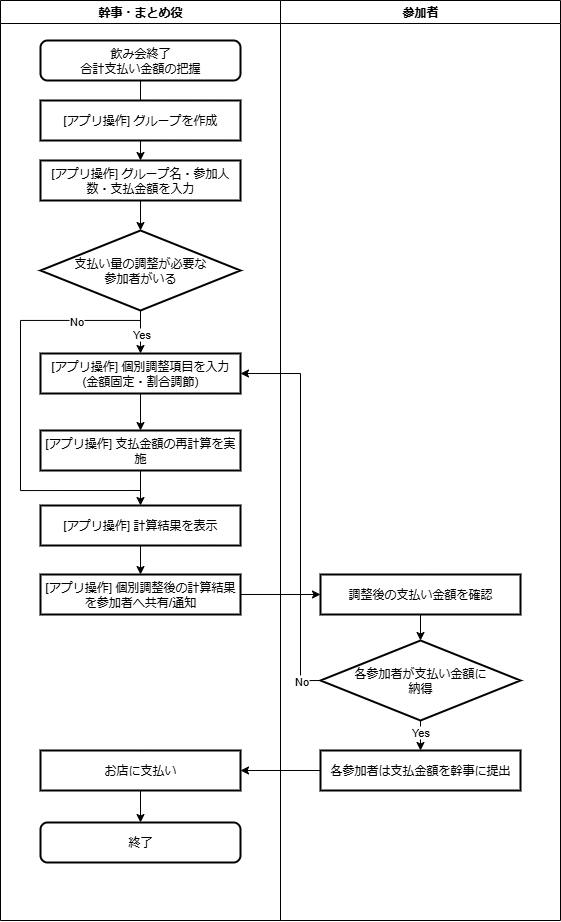 幹事・まとめ役
参加者
飲み会終了
合計支払い金額の把握
[アプリ操作] グループを作成
[アプリ操作] グループ名・参加人
数・支払金額を入力
支払い量の調整が必要な
参加者がいる
No
Yes
[アプリ操作] 個別調整項目を入力
(金額固定・割合調節)
[アプリ操作] 支払金額の再計算を実
施
[アプリ操作] 計算結果を表示
[アプリ操作] 個別調整後の計算結果
を参加者へ共有/通知
調整後の支払い金額を確認
各参加者が支払い金額に
納得
No
Yes
各参加者は支払金額を幹事に提出
お店に支払い
終了